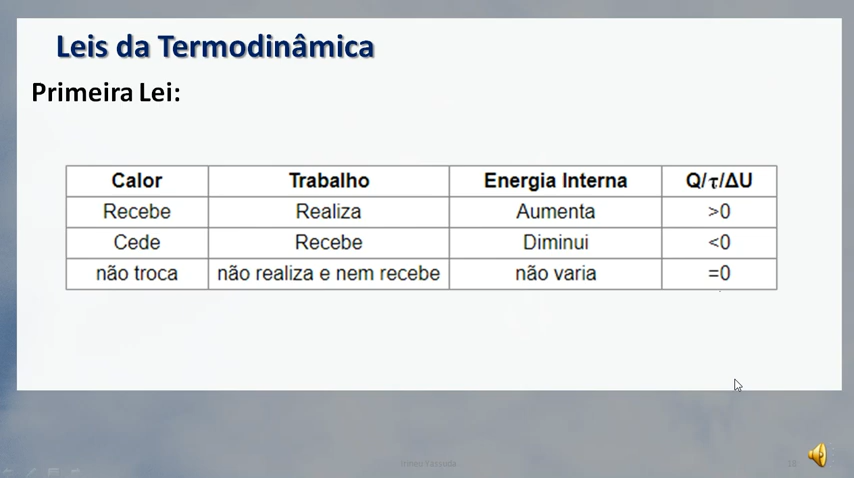 Leis da Termodinâmica
Primeira Lei:
Calor Trabalho Energia Interna Q/τ/ΔU
Recebe Realiza Aumenta >0
Cede Recebe Diminui <0
não troca não realiza e nem recebe não varia =0
18